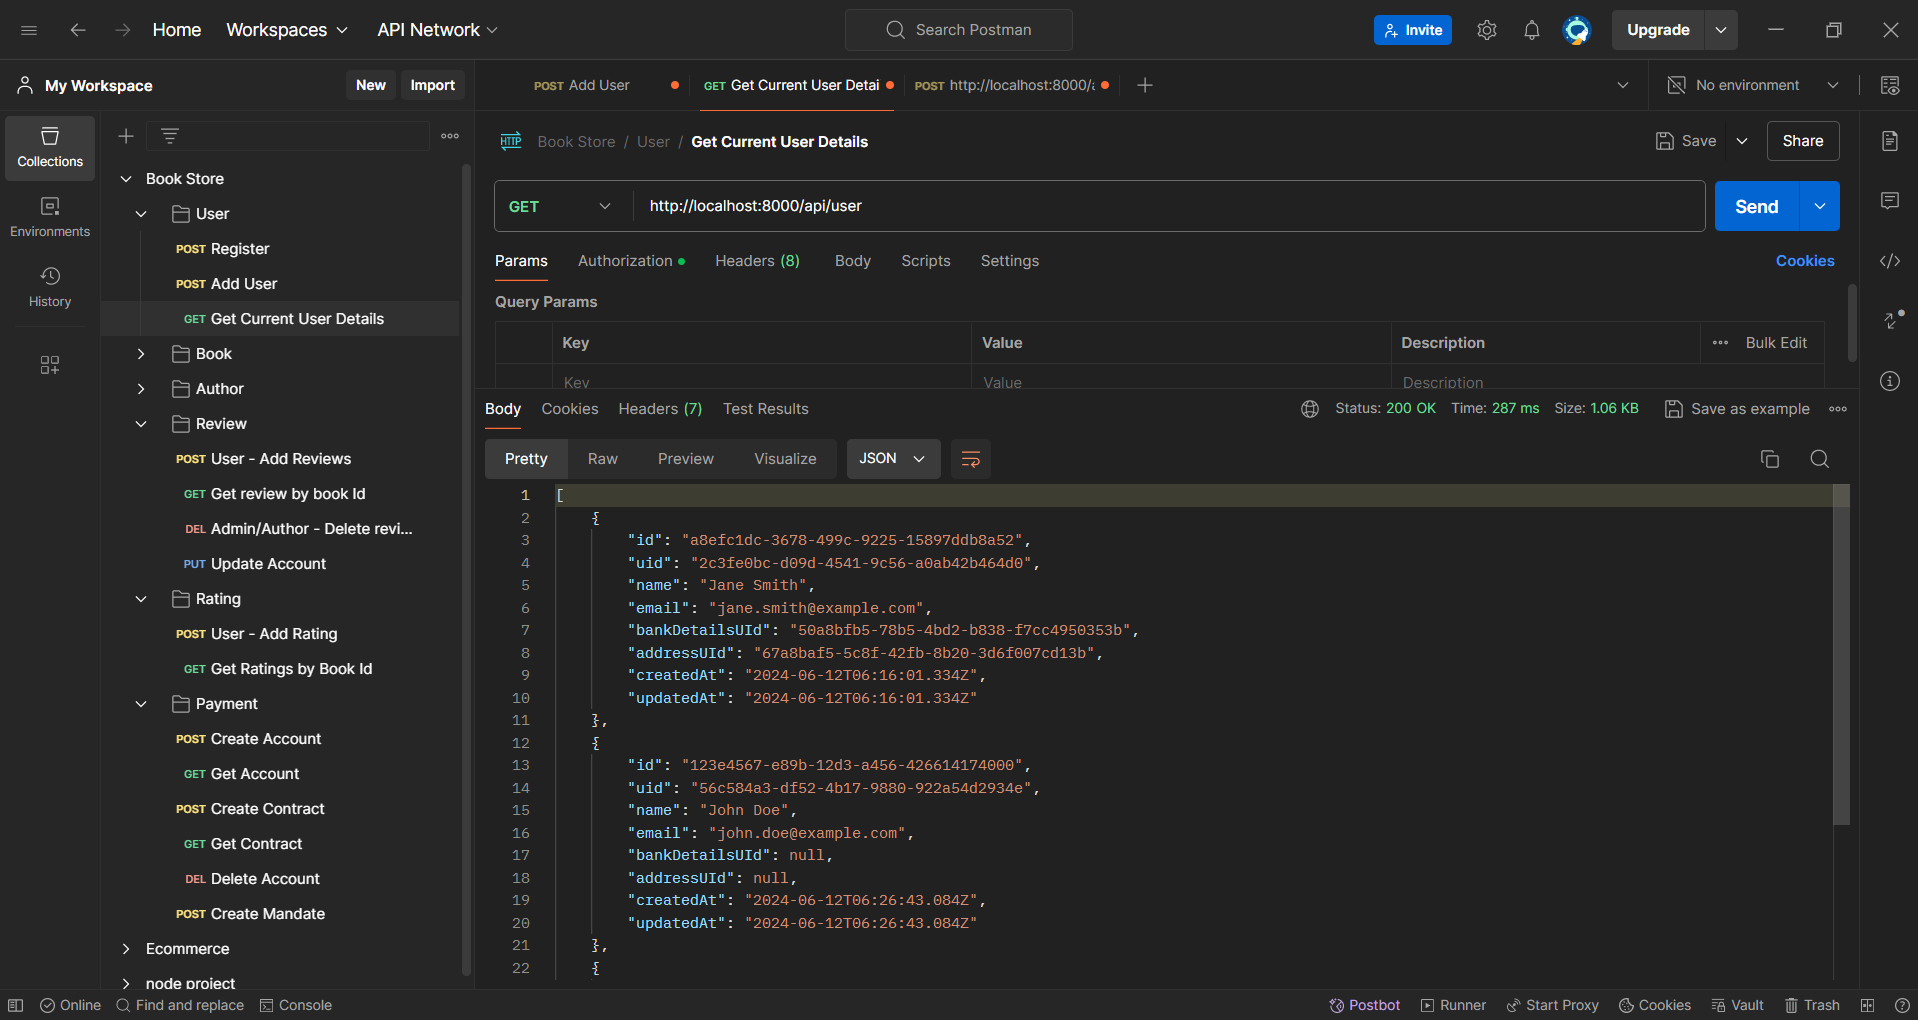 Home Workspaces API Network Search Postman Invite Upgrade
My Workspace New Import
POST Add User GET Get Current User Detai POST http://localhost:8000/ No environment
Collections
Environments
History
Book Store
User
POST Register
POST Add User
GET Get Current User Details
Book
Author
Review
POST User - Add Reviews
GET Get review by book Id
DEL Admin/Author - Delete revi...
PUT Update Account
Rating
POST User - Add Rating
GET Get Ratings by Book Id
Payment
POST Create Account
GET Get Account
POST Create Contract
GET Get Contract
DEL Delete Account
POST Create Mandate
Ecommerce
node project
HTTP Book Store / User / Get Current User Details Save Share
GET http://localhost:8000/api/user Send
Params Authorization Headers (8) Body Scripts Settings Cookies
Query Params
Key Value Description Bulk Edit
Key Value Description
Body Cookies Headers (7) Test Results Status: 200 OK Time: 287 ms Size: 1.06 KB Save as example
Pretty Raw Preview Visualize JSON
1 [
2 {
3 "id": "a8efc1dc-3678-499c-9225-15897ddb8a52",
4 "uid": "2c3fe0bc-d09d-4541-9c56-a0ab42b464d0",
5 "name": "Jane Smith",
6 "email": "jane.smith@example.com",
7 "bankDetailsUId": "50a8bfb5-78b5-4bd2-b838-f7cc4950353b",
8 "addressUId": "67a8baf5-5c8f-42fb-8b20-3d6f007cd13b",
9 "createdAt": "2024-06-12T06:16:01.334Z",
10 "updatedAt": "2024-06-12T06:16:01.334Z"
11 },
12 {
13 "id": "123e4567-e89b-12d3-a456-426614174000",
14 "uid": "56c584a3-df52-4b17-9880-922a54d2934e",
15 "name": "John Doe",
16 "email": "john.doe@example.com",
17 "bankDetailsUId": null,
18 "addressUId": null,
19 "createdAt": "2024-06-12T06:26:43.084Z",
20 "updatedAt": "2024-06-12T06:26:43.084Z"
21 },
22 {
Online Find and replace Console Postbot Runner Start Proxy Cookies Vault Trash